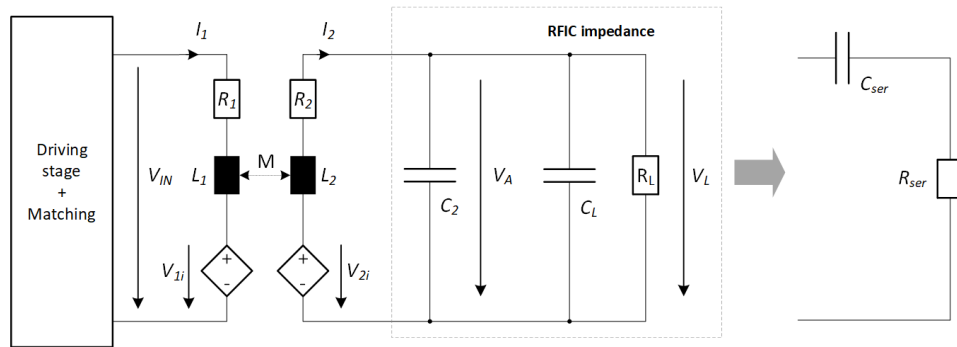 RFIC impedance
I1
I2
Driving
stage
+
Matching
VIN
R1
R2
L1
M
L2
V1i
+
-
+
-
V2i
C2
VA
CL
RL
VL
Cser
Rser